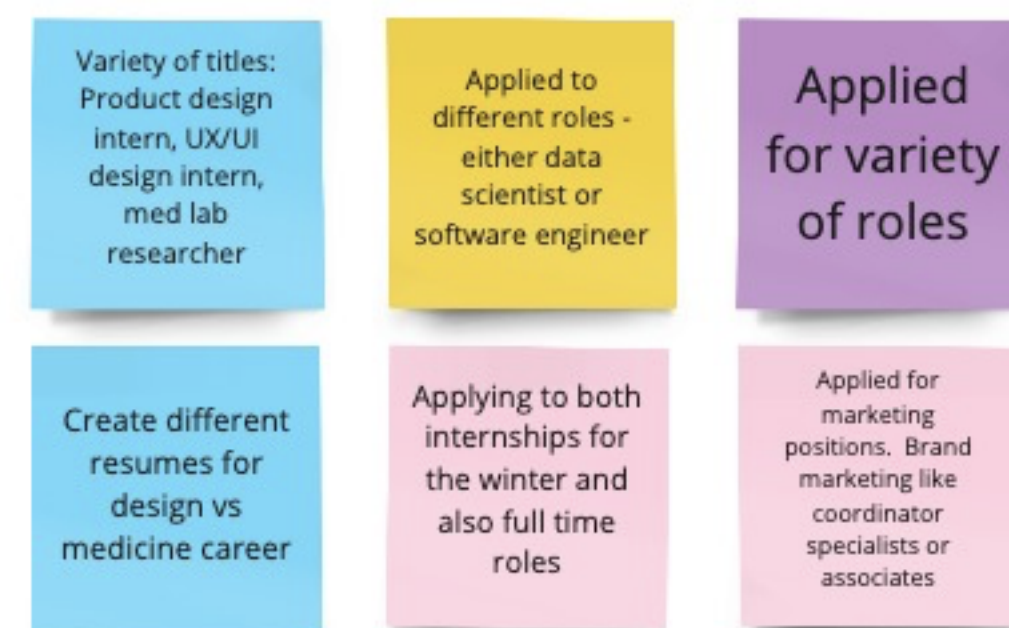 Variety of titles:
Product design
intern, UX/UI
design intern,
med lab
researcher
Applied to
different roles -
either data
scientist or
software engineer
Applied
for variety
of roles
Create different
resumes for
design vs
medicine career
Applying to both
internships for
the winter and
also full time
roles
Applied for
marketing
positions.  Brand
marketing like
coordinator
specialists or
associates